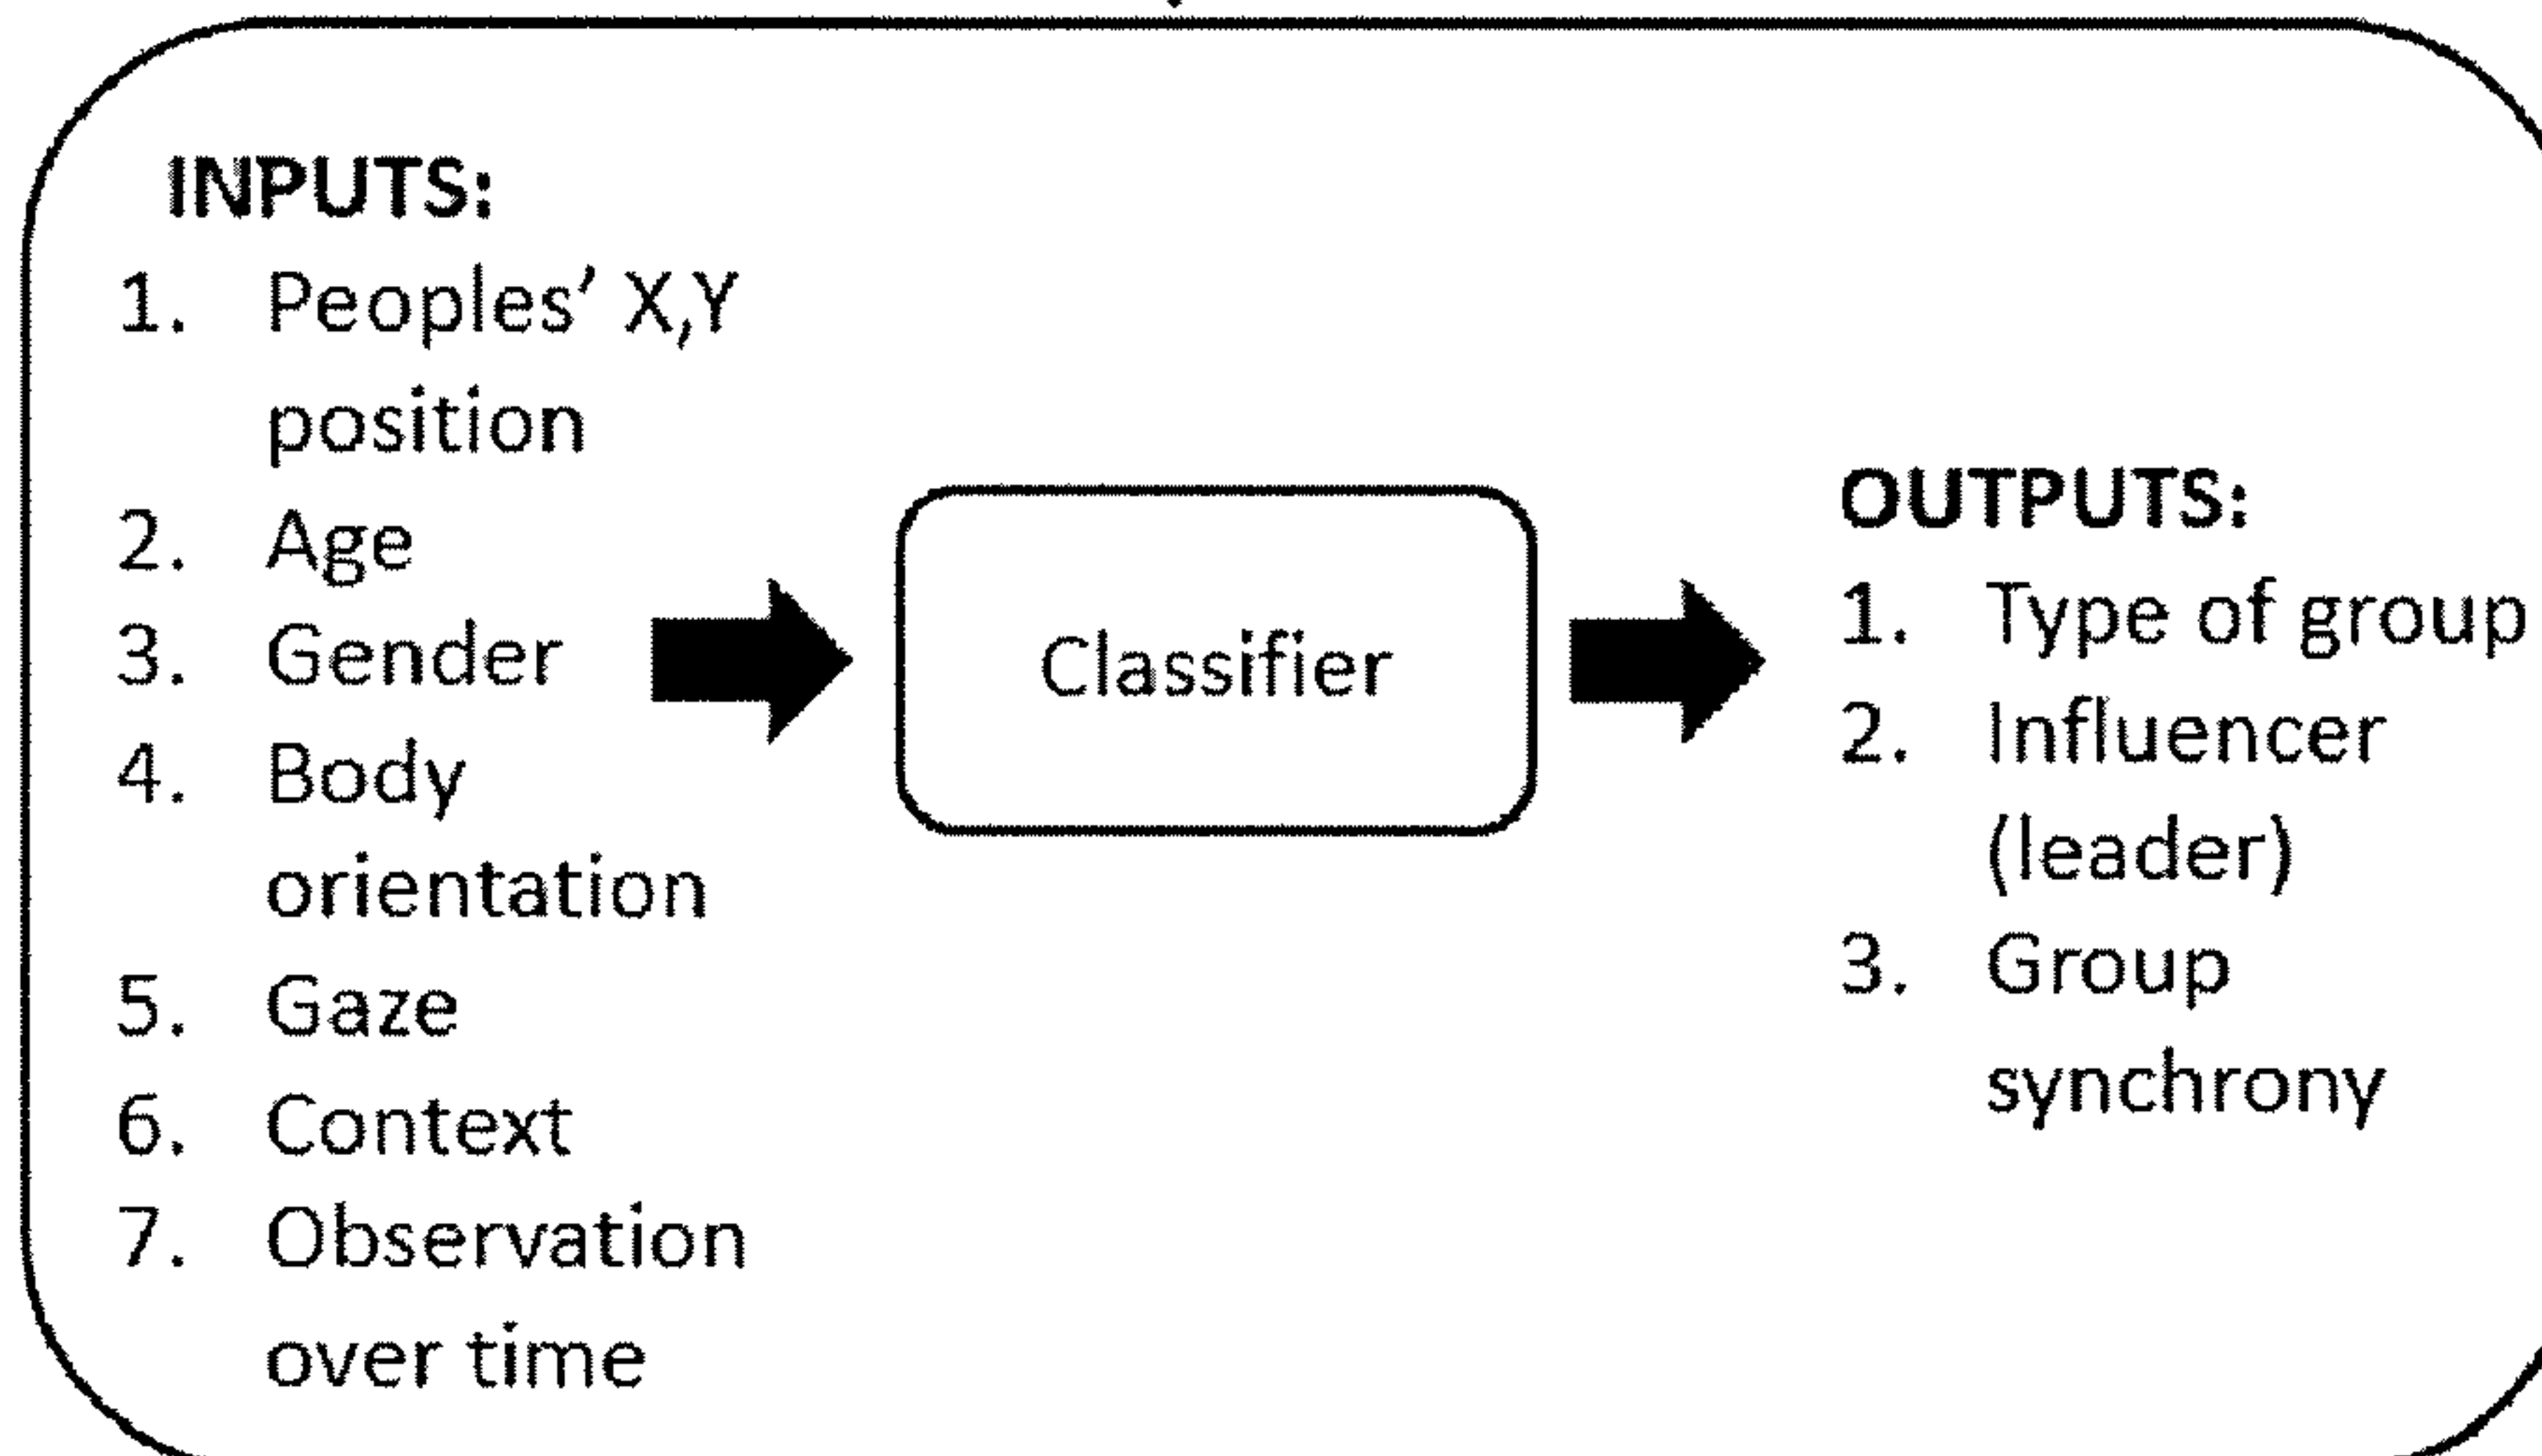 INPUTS:
1. Peoples’ X,Y
position
2. Age
3. Gender
4. Body
orientation
5. Gaze
6. Context
7. Observation
over time
Classifier
OUTPUTS:
1. Type of group
2. Influencer
(leader)
3. Group
synchrony